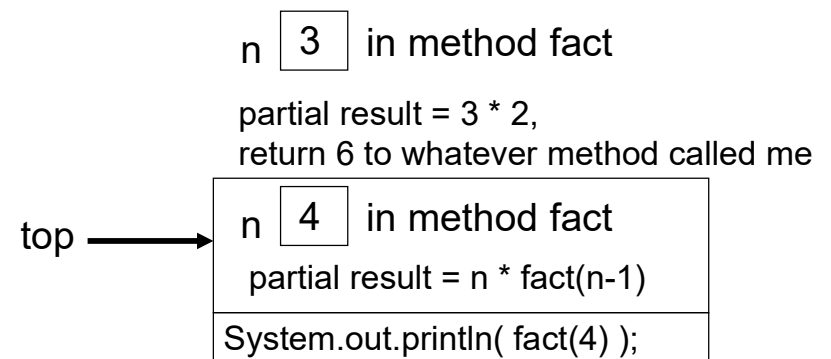 n 3 in method fact
partial result = 3 * 2,
return 6 to whatever method called me
top
n 4 in method fact
partial result = n * fact(n-1)
System.out.println( fact(4) );